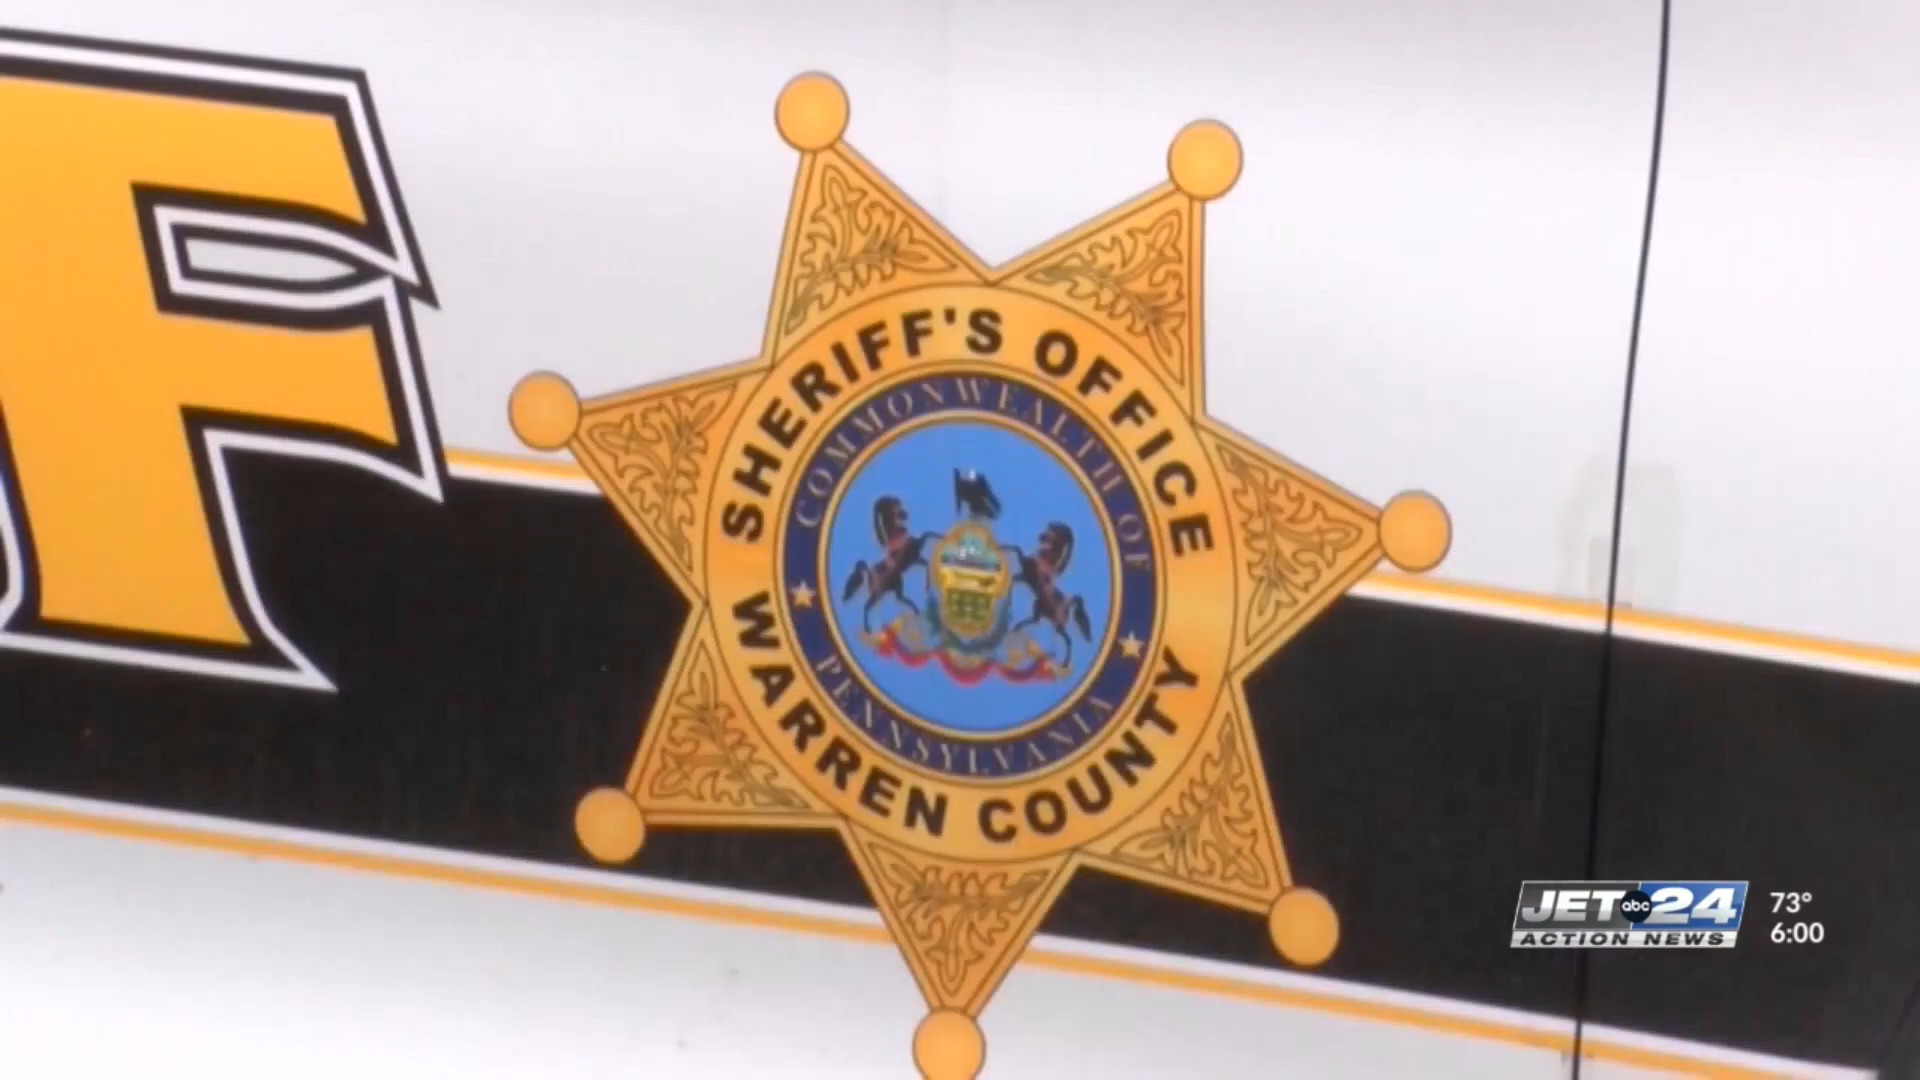 F
SHERIFF'S OFFICE
COMMONWEALTH OF
PENNSYLVANIA
WARREN COUNTY
JET abc 24
ACTION NEWS
73°
6:00